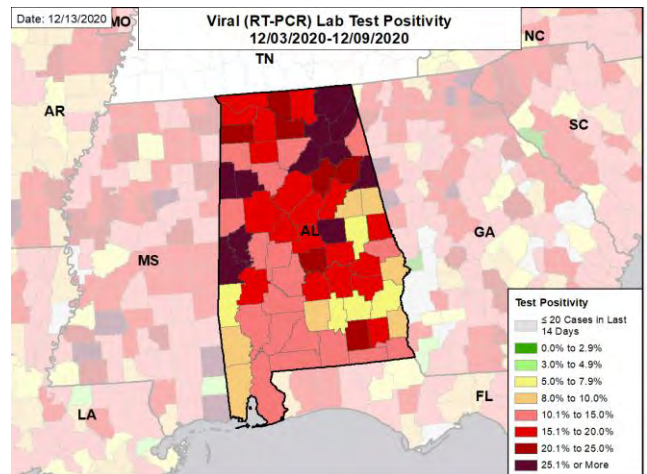 Date: 12/13/2020
Viral (RT-PCR) Lab Test Positivity
12/03/2020-12/09/2020
MO
NC
TN
AR
SC
AL
MS
GA
LA
FL
Test Positivity
≤ 20 Cases in Last
14 Days
0.0% to 2.9%
3.0% to 4.9%
5.0% to 7.9%
8.0% to 10.0%
10.1% to 15.0%
15.1% to 20.0%
20.1% to 25.0%
25.1% or More